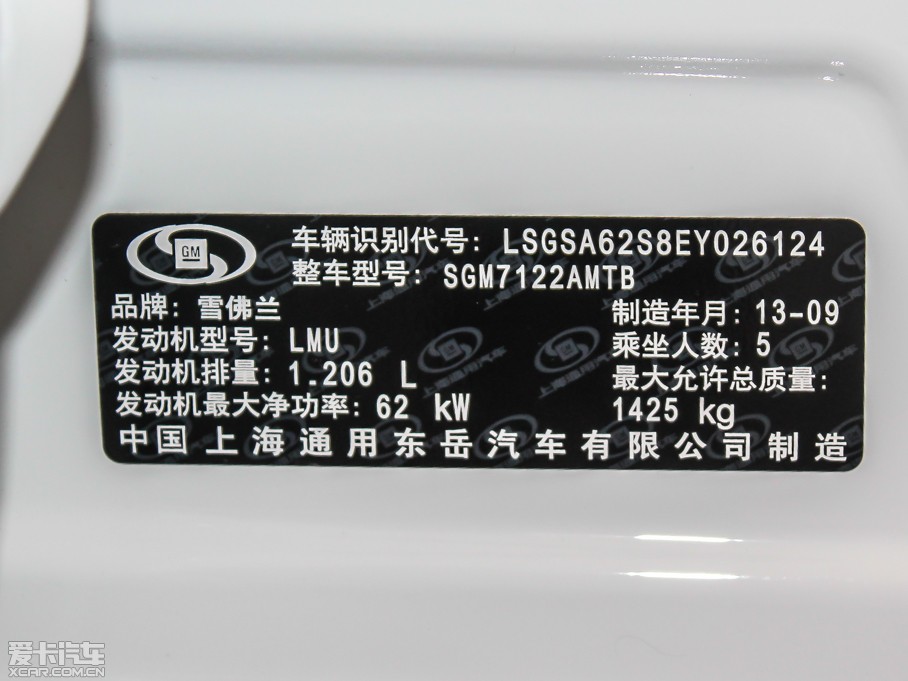 GM
车辆识别代号: LSGSA62S8EY026124
整车型号: SGM7122AMTB
品牌: 雪佛兰
制造年月: 13-09
发动机型号: LMU
乘坐人数: 5
发动机排量: 1.206 L
最大允许总质量:
发动机最大净功率: 62 kW
1425 kg
中国上海通用东岳汽车有限公司制造
爱卡汽车
XCAR.COM.CN